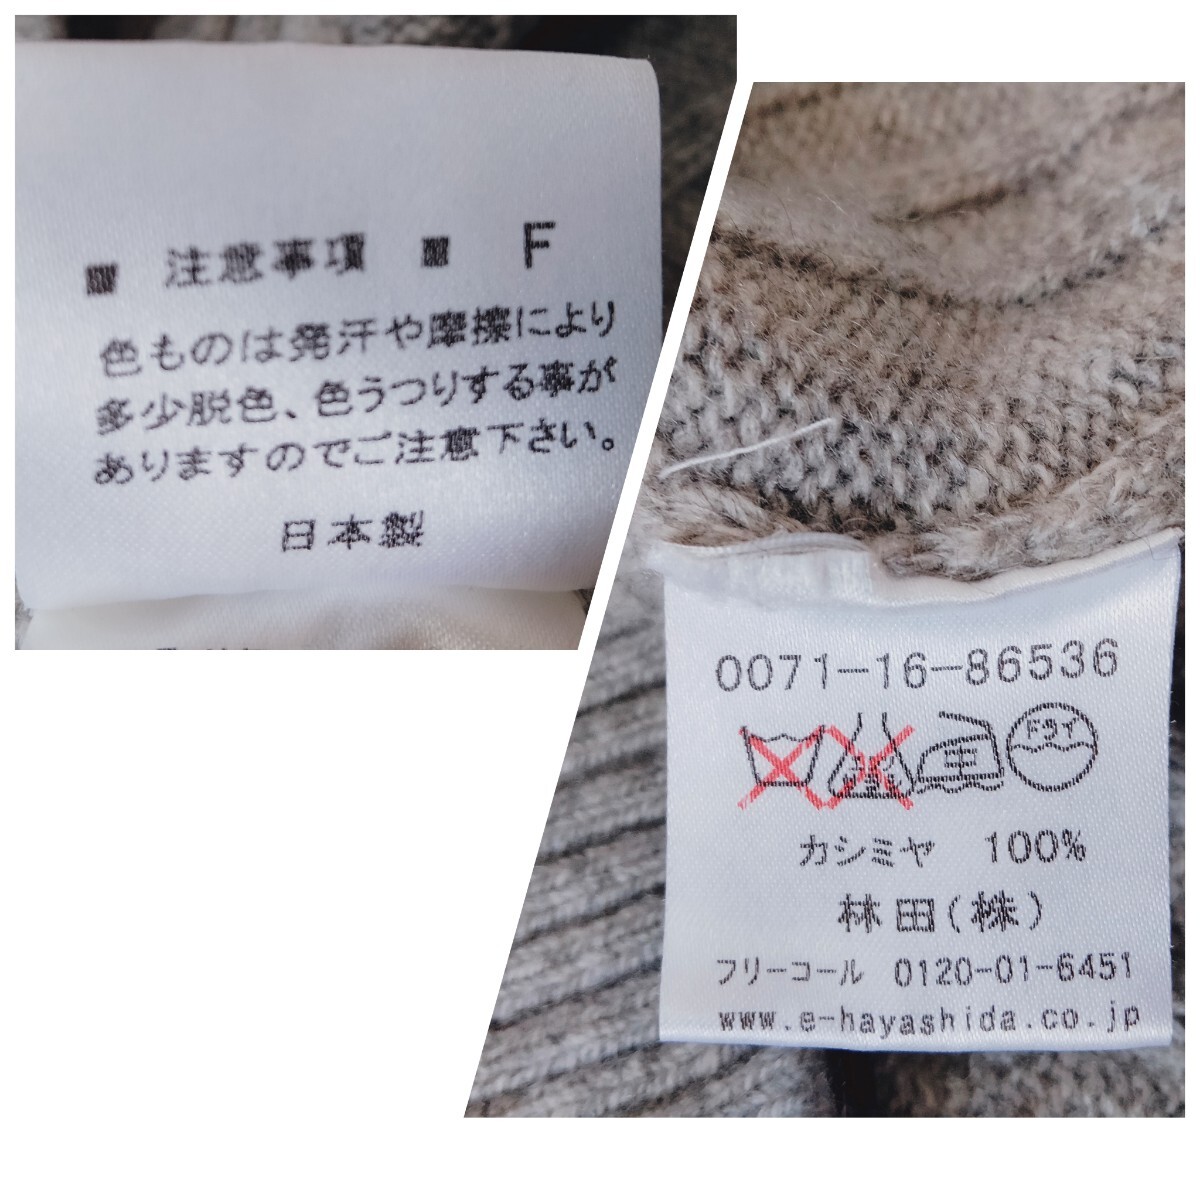 ■ 注意事項 ■ F
色ものは発汗や摩擦により
多少脱色、色うつりする事が
ありますのでご注意下さい。
日本製
0071-16-86536
中 ドライ
カシミヤ 100%
林田(株)
フリーコール 0120-01-6451
www.e-hayashida.co.jp